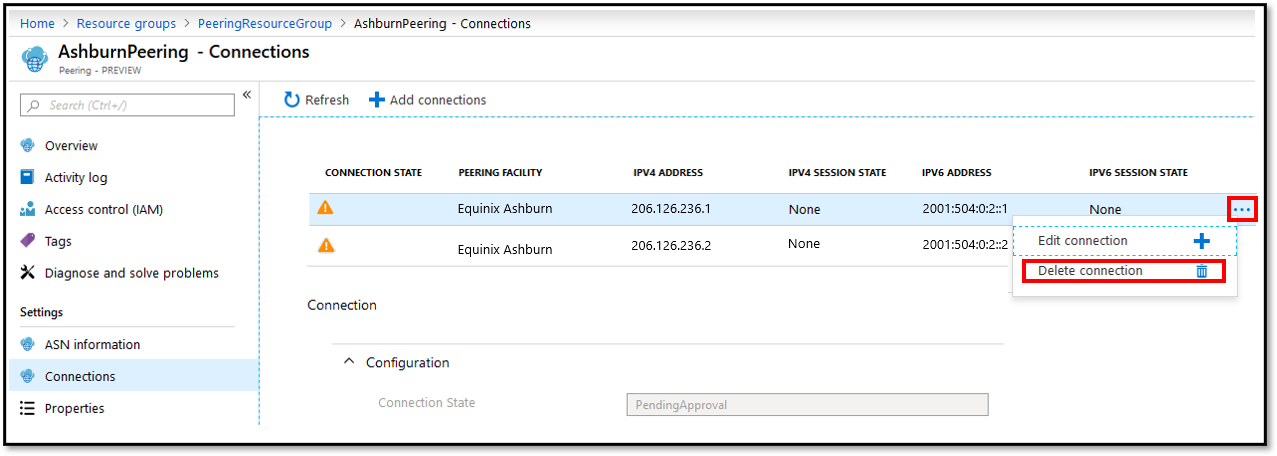 Home > Resource groups > PeeringResourceGroup > AshburnPeering - Connections
AshburnPeering - Connections
Peering - PREVIEW
Search (Ctrl+/)
«
Refresh
Add connections
Overview
Activity log
Access control (IAM)
Tags
Diagnose and solve problems
Settings
ASN information
Connections
Properties
CONNECTION STATE PEERING FACILITY IPV4 ADDRESS IPV4 SESSION STATE IPV6 ADDRESS IPV6 SESSION STATE
Equinix Ashburn 206.126.236.1 None 2001:504:0:2::1 None ...
Equinix Ashburn 206.126.236.2 None 2001:504:0:2::2
Edit connection
Delete connection
Connection
Configuration
Connection State PendingApproval